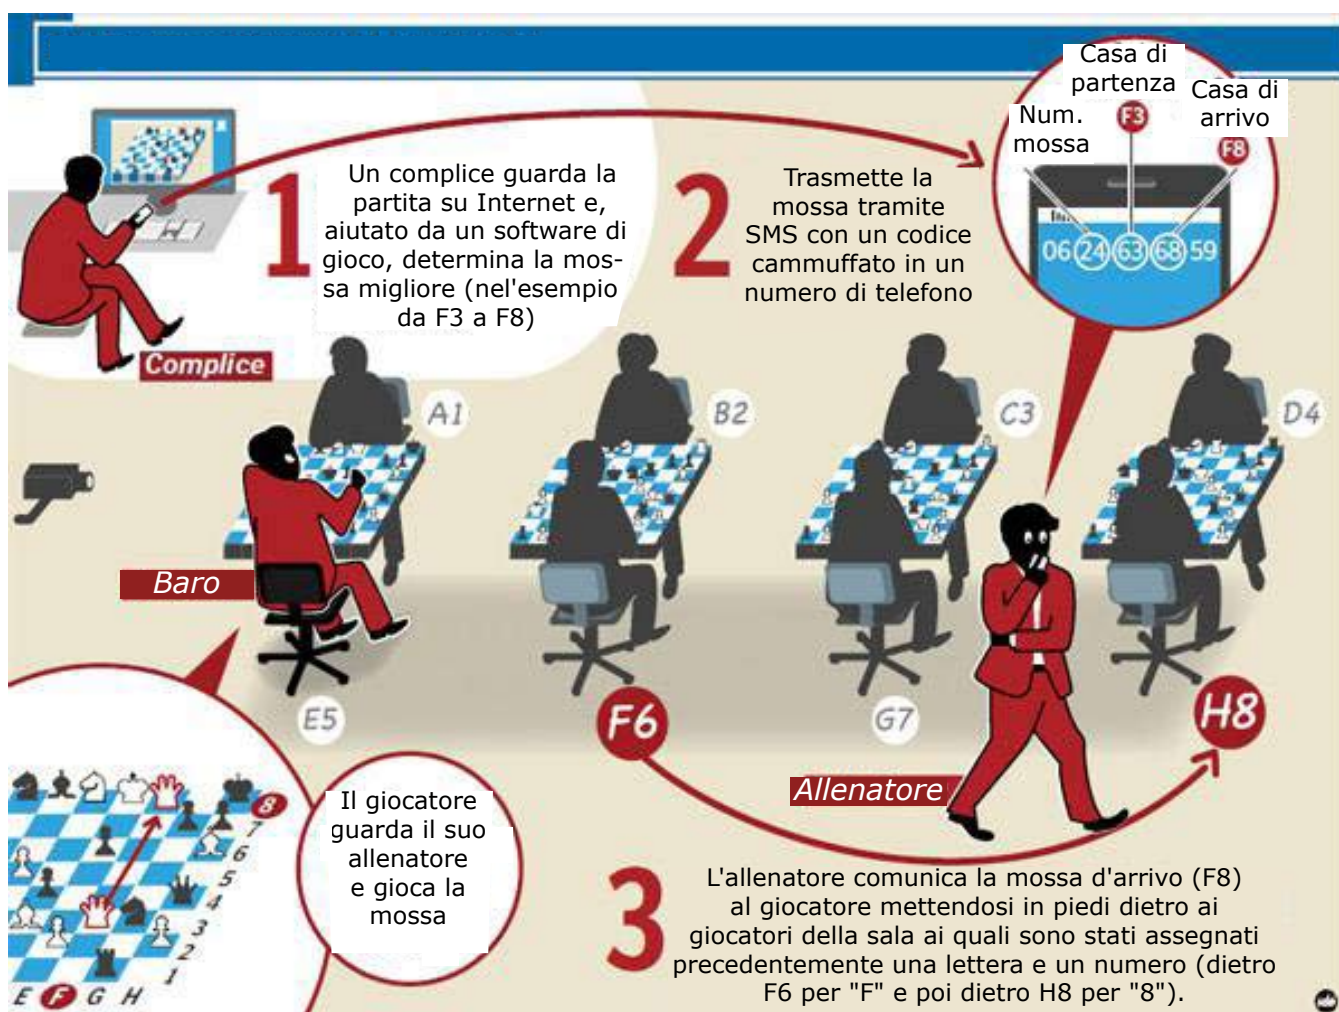 Casa di
partenza
Casa di
arrivo
Num.
mossa
F3
F8
06 24 63 68 59
1
Un complice guarda la
partita su Internet e,
aiutato da un software di
gioco, determina la mos-
sa migliore (nel'esempio
da F3 a F8)
2
Trasmette la
mossa tramite
SMS con un codice
cammuffato in un
numero di telefono
Complice
A1
B2
C3
D4
Baro
E5
F6
G7
H8
Allenatore
Il giocatore
guarda il suo
allenatore
e gioca la
mossa
8
7
6
5
4
3
2
1
E F G H
3
L'allenatore comunica la mossa d'arrivo (F8)
al giocatore mettendosi in piedi dietro ai
giocatori della sala ai quali sono stati assegnati
precedentemente una lettera e un numero (dietro
F6 per "F" e poi dietro H8 per "8").